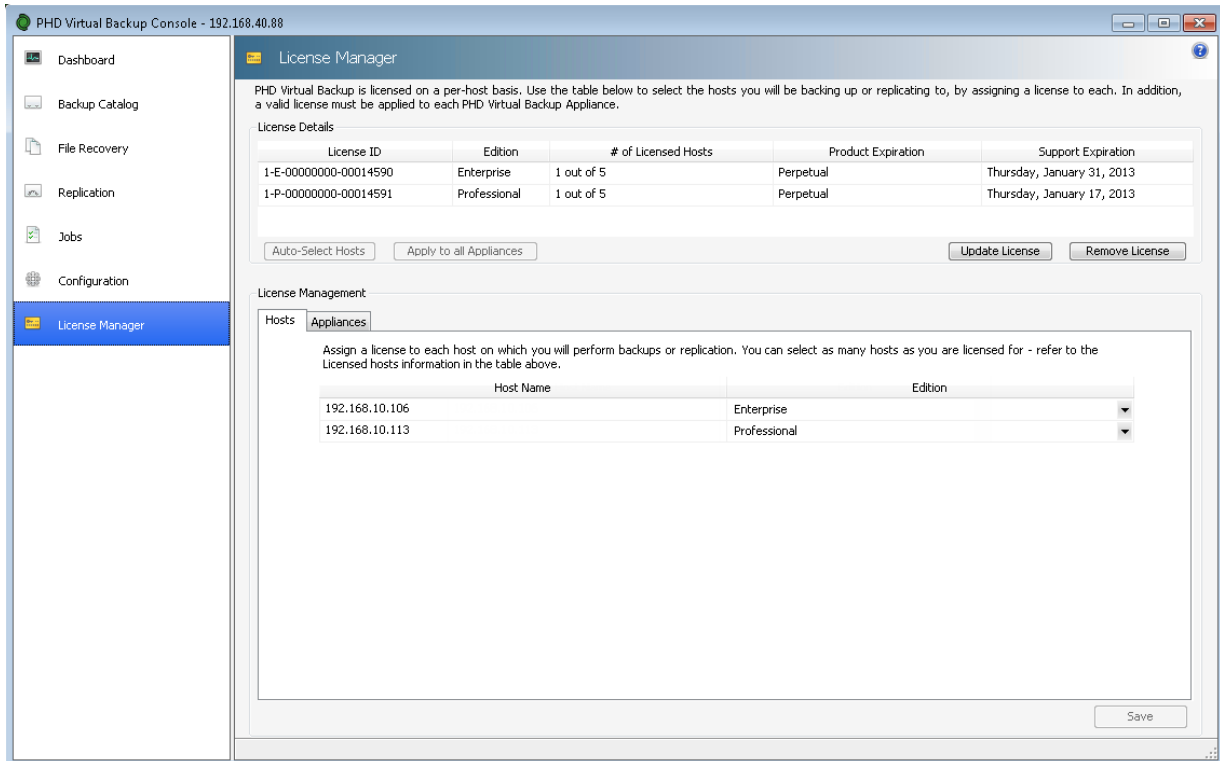 PHD Virtual Backup Console - 192.168.40.88
Dashboard
Backup Catalog
File Recovery
Replication
Jobs
Configuration
License Manager
License Manager
PHD Virtual Backup is licensed on a per-host basis. Use the table below to select the hosts you will be backing up or replicating to, by assigning a license to each. In addition,
a valid license must be applied to each PHD Virtual Backup Appliance.
License Details
License ID Edition # of Licensed Hosts Product Expiration Support Expiration
1-E-00000000-00014590 Enterprise 1 out of 5 Perpetual Thursday, January 31, 2013
1-P-00000000-00014591 Professional 1 out of 5 Perpetual Thursday, January 17, 2013
Auto-Select Hosts Apply to all Appliances Update License Remove License
License Management
Hosts Appliances
Assign a license to each host on which you will perform backups or replication. You can select as many hosts as you are licensed for - refer to the
Licensed hosts information in the table above.
Host Name Edition
192.168.10.106 Enterprise
192.168.10.113 Professional
Save